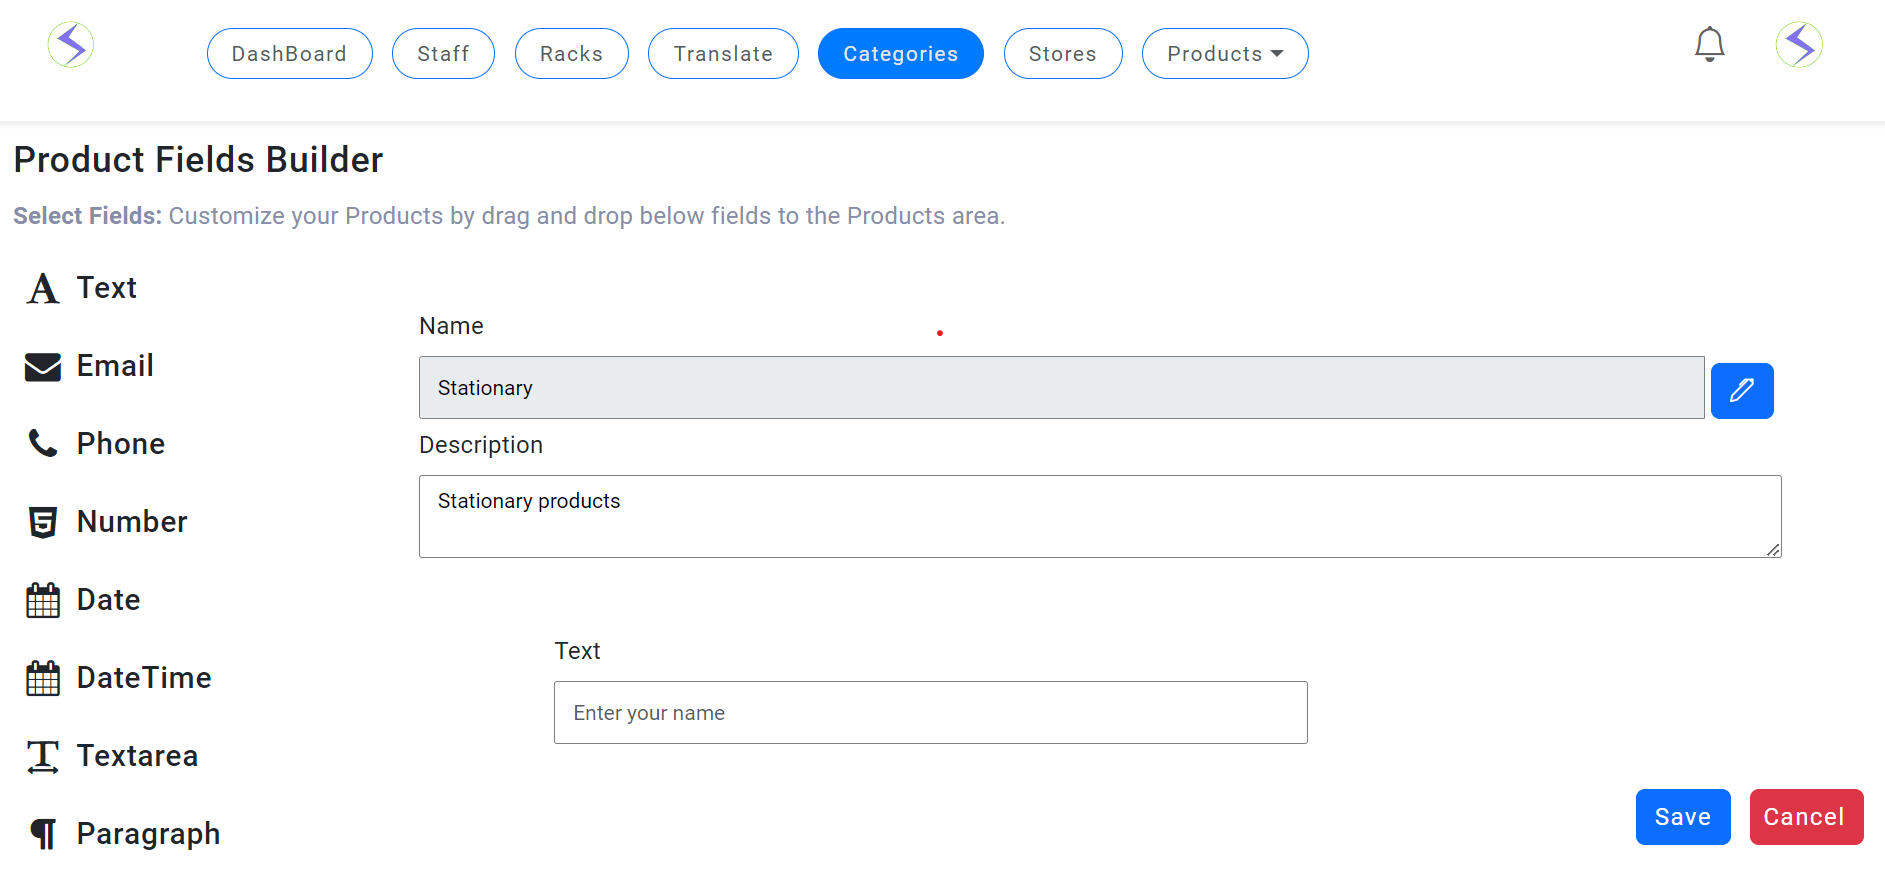 DashBoard
Staff
Racks
Translate
Categories
Stores
Products
Product Fields Builder
Select Fields: Customize your Products by drag and drop below fields to the Products area.
Text
Email
Phone
Number
Date
DateTime
Textarea
Paragraph
Name
Stationary
Description
Stationary products
Text
Enter your name
Save
Cancel